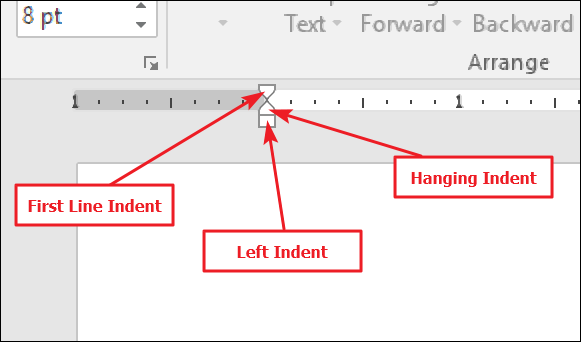 8 pt
Text Forward Backward
Arrange
1 1
First Line Indent
Hanging Indent
Left Indent